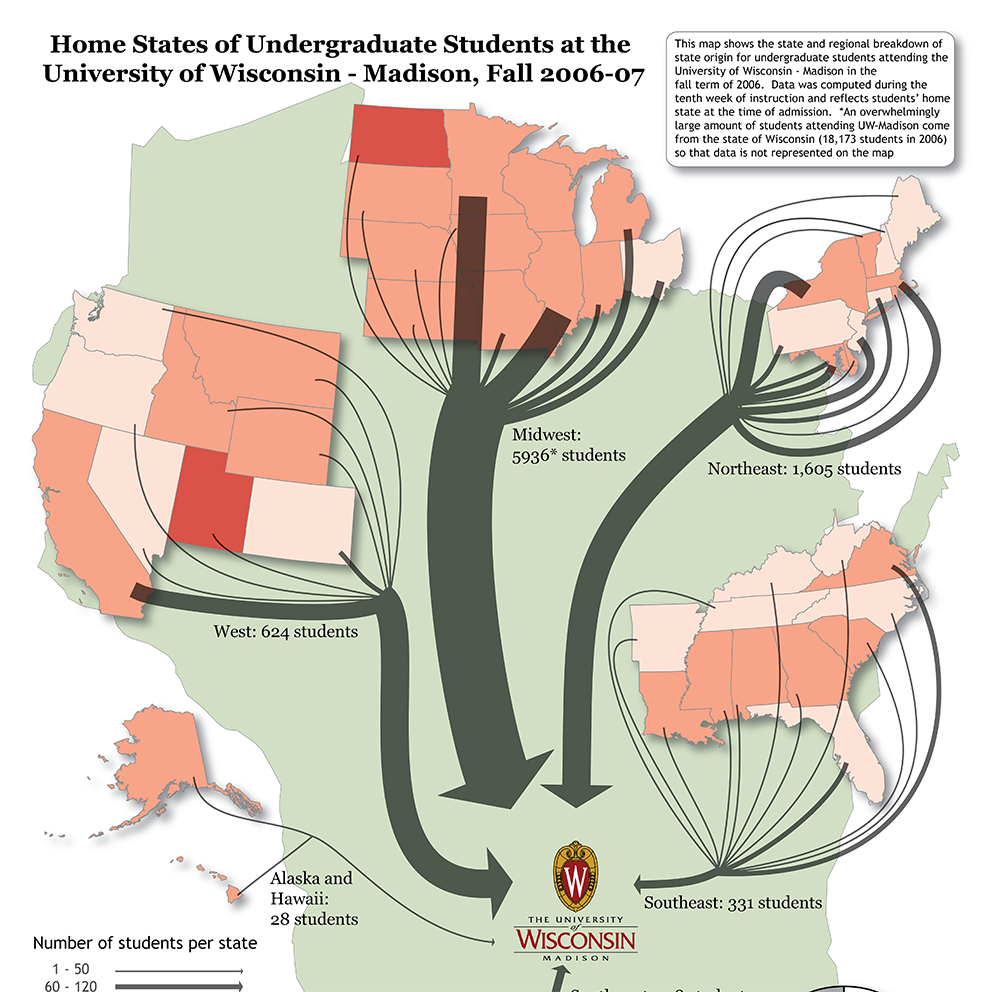 Home States of Undergraduate Students at the
University of Wisconsin - Madison, Fall 2006-07
This map shows the state and regional breakdown of
state origin for undergraduate students attending the
University of Wisconsin - Madison in the
fall term of 2006. Data was computed during the
tenth week of instruction and reflects students' home
state at the time of admission. *An overwhelmingly
large amount of students attending UW-Madison come
from the state of Wisconsin (18,173 students in 2006)
so that data is not represented on the map
Midwest:
5936* students
Northeast: 1,605 students
West: 624 students
Alaska and
Hawaii:
28 students
Southeast: 331 students
W
THE UNIVERSITY
of
WISCONSIN
MADISON
Number of students per state
1 - 50
60 - 120